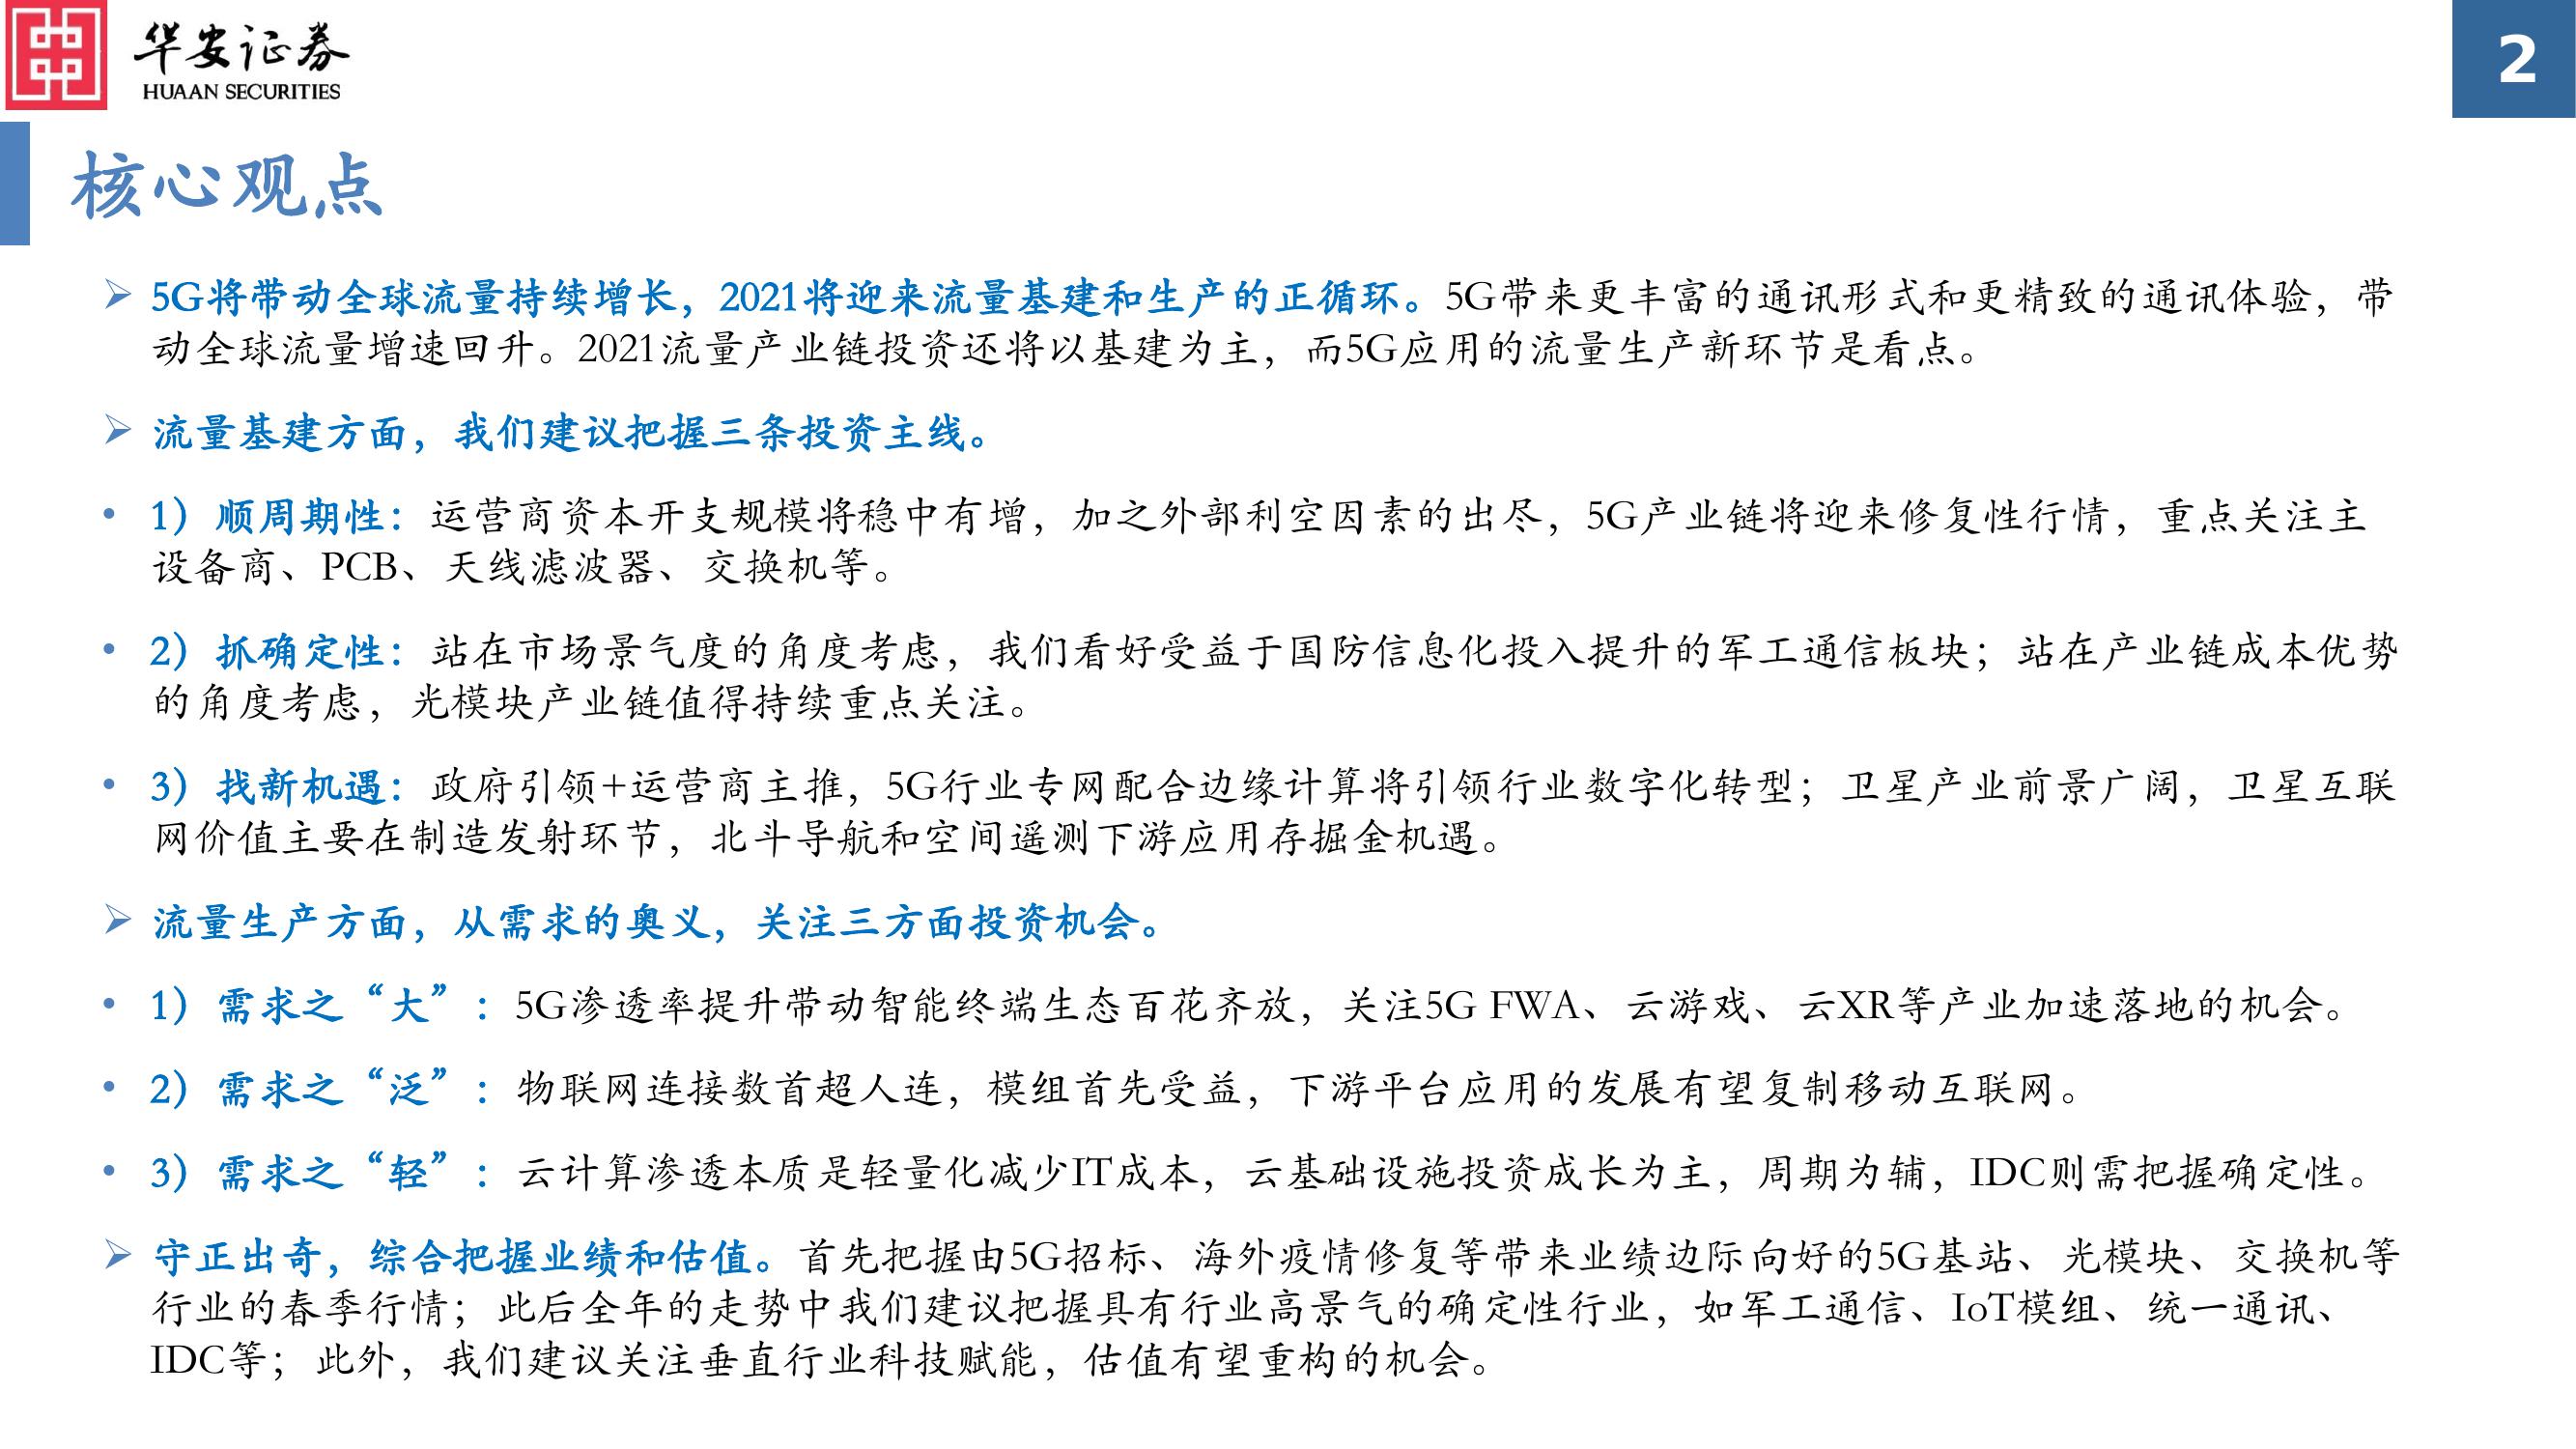 华安证券
HUAAN SECURITIES
2
核心观点
5G将带动全球流量持续增长，2021将迎来流量基建和生产的正循环。5G带来更丰富的通讯形式和更精致的通讯体验，带
动全球流量增速回升。2021流量产业链投资还将以基建为主，而5G应用的流量生产新环节是看点。
流量基建方面，我们建议把握三条投资主线。
1）顺周期性：运营商资本开支规模将稳中有增，加之外部利空因素的出尽，5G产业链将迎来修复性行情，重点关注主
设备商、PCB、天线滤波器、交换机等。
2）抓确定性：站在市场景气度的角度考虑，我们看好受益于国防信息化投入提升的军工通信板块；站在产业链成本优势
的角度考虑，光模块产业链值得持续重点关注。
3）找新机遇：政府引领+运营商主推，5G行业专网配合边缘计算将引领行业数字化转型；卫星产业前景广阔，卫星互联
网价值主要在制造发射环节，北斗导航和空间遥测下游应用存掘金机遇。
流量生产方面，从需求的奥义，关注三方面投资机会。
1）需求之“大”：5G渗透率提升带动智能终端生态百花齐放，关注5G FWA、云游戏、云XR等产业加速落地的机会。
2）需求之“泛”：物联网连接数首超人连，模组首先受益，下游平台应用的发展有望复制移动互联网。
3）需求之“轻”：云计算渗透本质是轻量化减少IT成本，云基础设施投资成长为主，周期为辅，IDC则需把握确定性。
守正出奇，综合把握业绩和估值。首先把握由5G招标、海外疫情修复等带来业绩边际向好的5G基站、光模块、交换机等
行业的春季行情；此后全年的走势中我们建议把握具有行业高景气的确定性行业，如军工通信、IoT模组、统一通讯、
IDC等；此外，我们建议关注垂直行业科技赋能，估值有望重构的机会。